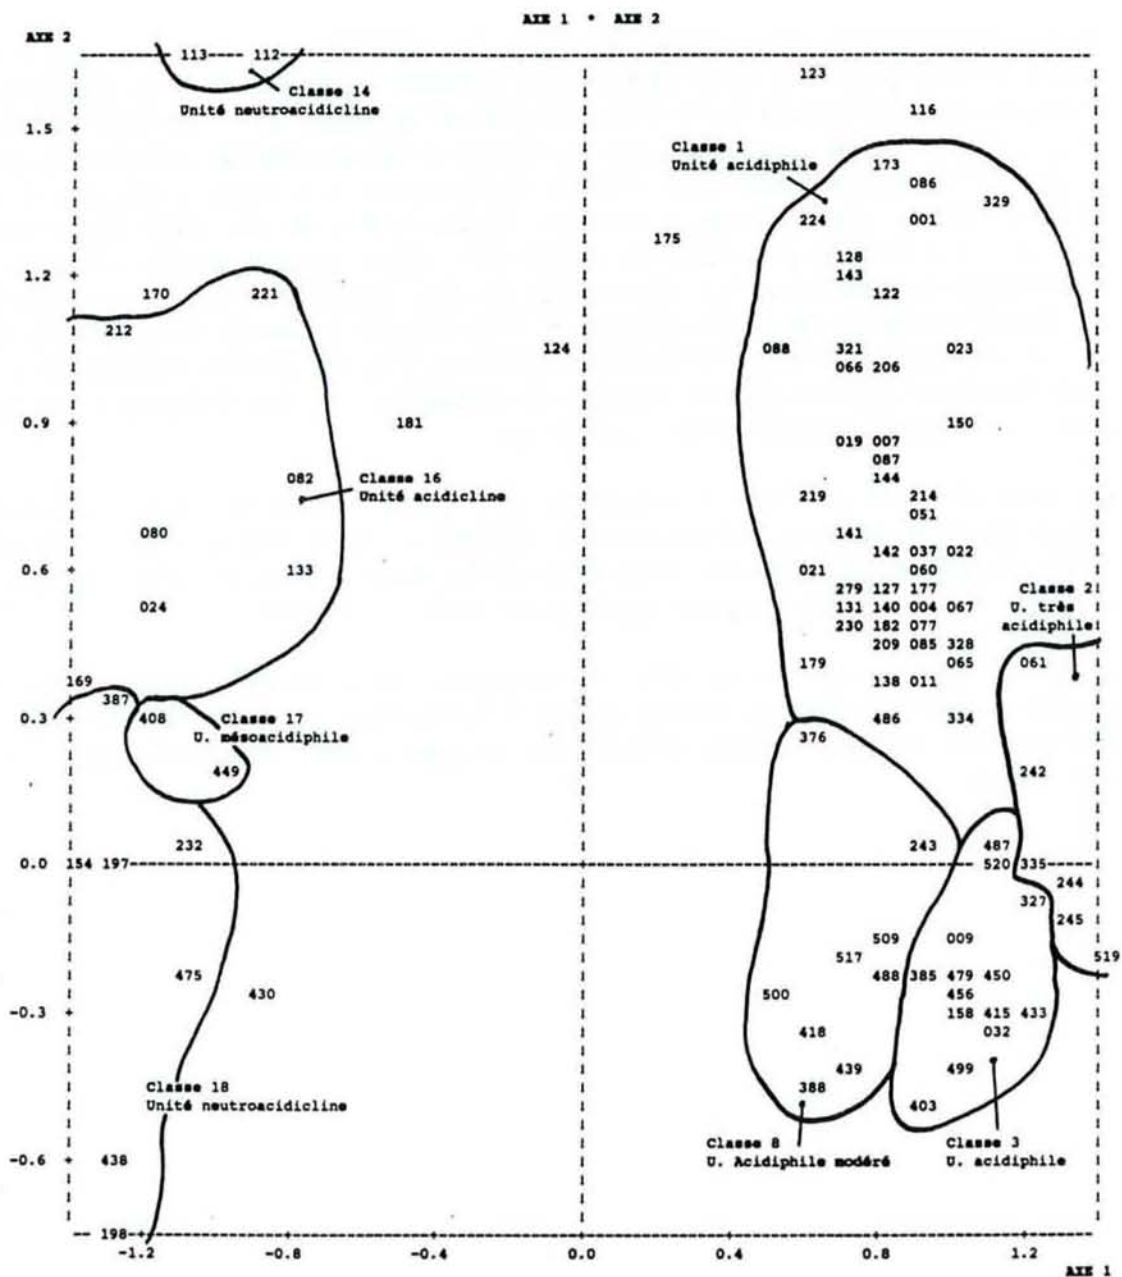 AXE 1 * AXE 2
AXE 2
113 112
123
Classe 14
Unité neutroacidicline
116
1.5
Classe 1
Unité acidiphile
173
086
329
224 001
175
128
1.2
143
170 221 122
212
124 088 321 023
066 206
0.9 181 150
019 007
087
082 Classe 16 144
Unité acidicline 219 214
051
080 141
142 037 022
0.6 133 021 060
279 127 177 Classe 2
024 131 140 004 067 U. très
230 182 077 acidiphile
209 085 328
179 065 061
169 138 011
387
0.3 408 Classe 17 486 334
U. mésoacidiphile 376
449 242
232 243 487
0.0 154 197 520 335
244
327
245
509 009
517 519
475 488 385 479 450
430 500 456
-0.3 158 415 433
418 032
439 499
Classe 18 388
Unité neutroacidicline 403
Classe 8 Classe 3
-0.6 438 U. Acidiphile modéré U. acidiphile
198
-1.2 -0.8 -0.4 0.0 0.4 0.8 1.2
AXE 1